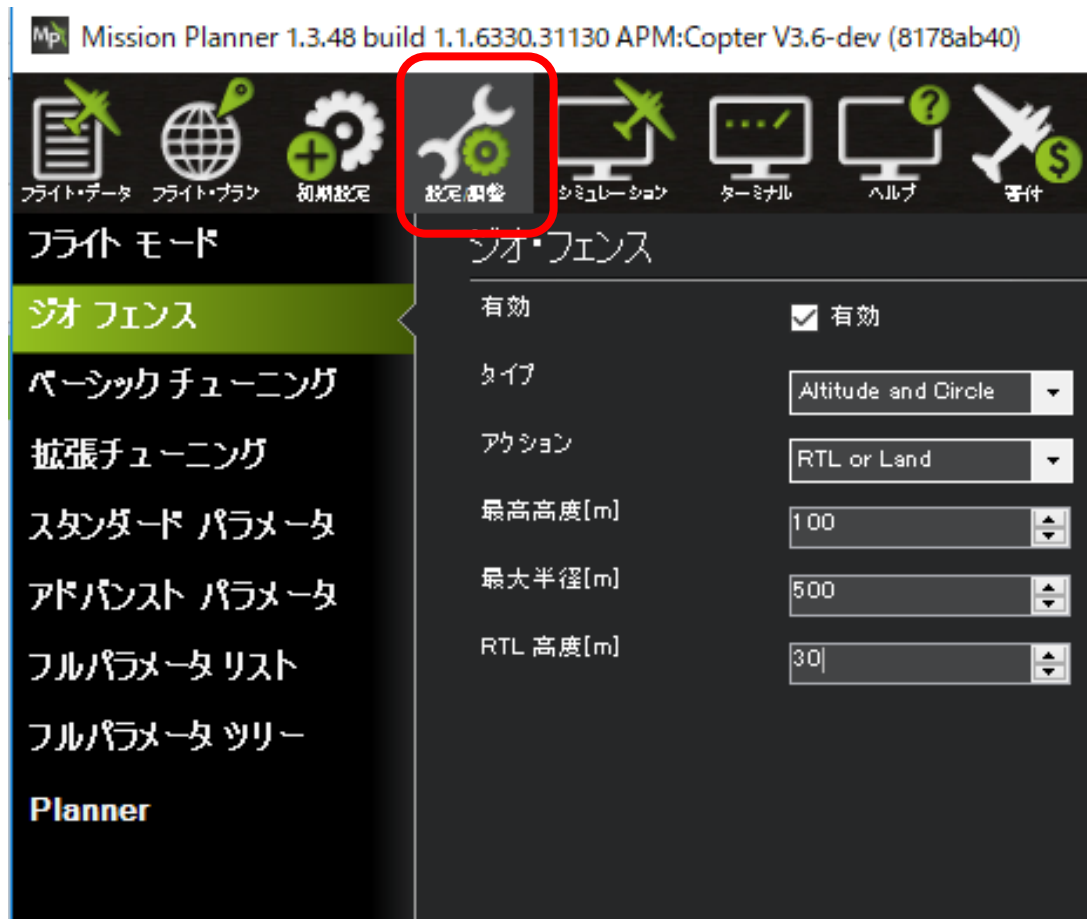 Mission Planner 1.3.48 build 1.1.6330.31130 APM:Copter V3.6-dev (8178ab40)
フライト・データ フライト・プラン 初期設定 設定/調整 シミュレーション ターミナル ヘルプ 寄付
フライト モード
ジオ フェンス
ベーシック チューニング
拡張チューニング
スタンダード パラメータ
アドバンスト パラメータ
フルパラメータ リスト
フルパラメータ ツリー
Planner
ジオ・フェンス
有効 有効
タイプ Altitude and Circle
アクション RTL or Land
最高高度[m] 100
最大半径[m] 500
RTL 高度[m] 30